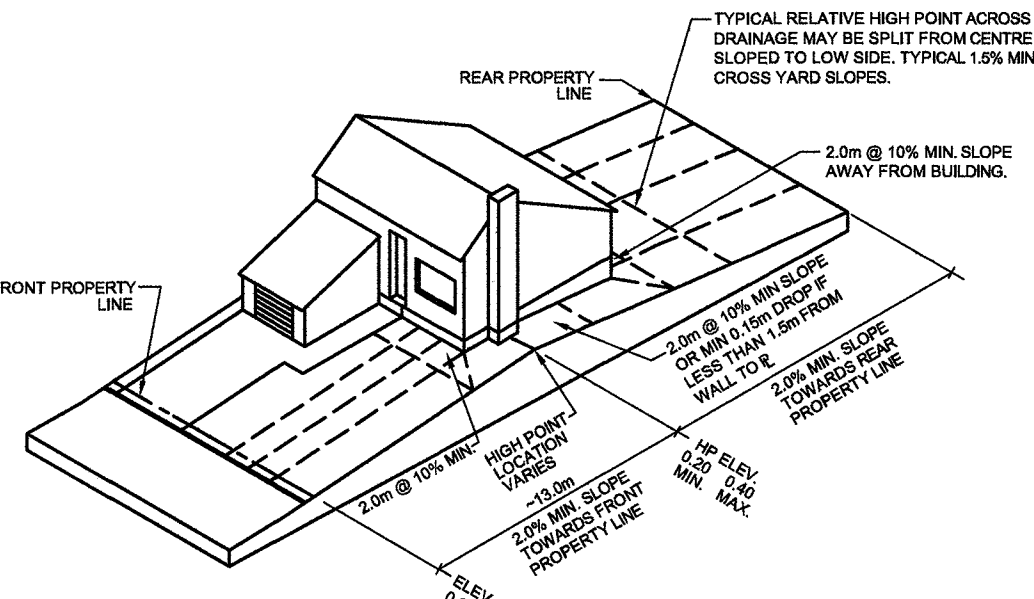 TYPICAL RELATIVE HIGH POINT ACROSS
DRAINAGE MAY BE SPLIT FROM CENTRE
SLOPED TO LOW SIDE. TYPICAL 1.5% MIN
CROSS YARD SLOPES.
REAR PROPERTY
LINE
2.0m @ 10% MIN. SLOPE
AWAY FROM BUILDING.
RONT PROPERTY
LINE
2.0m @ 10% MIN SLOPE
OR MIN 0.15m DROP IF
LESS THAN 1.5m FROM
WALL TO ℞
2.0% MIN. SLOPE
TOWARDS REAR
PROPERTY LINE
2.0m @ 10% MIN.
HIGH POINT
LOCATION
VARIES
HP ELEV.
0.20 0.40
MIN. MAX.
~13.0m
2.0% MIN. SLOPE
TOWARDS FRONT
PROPERTY LINE
ELEV